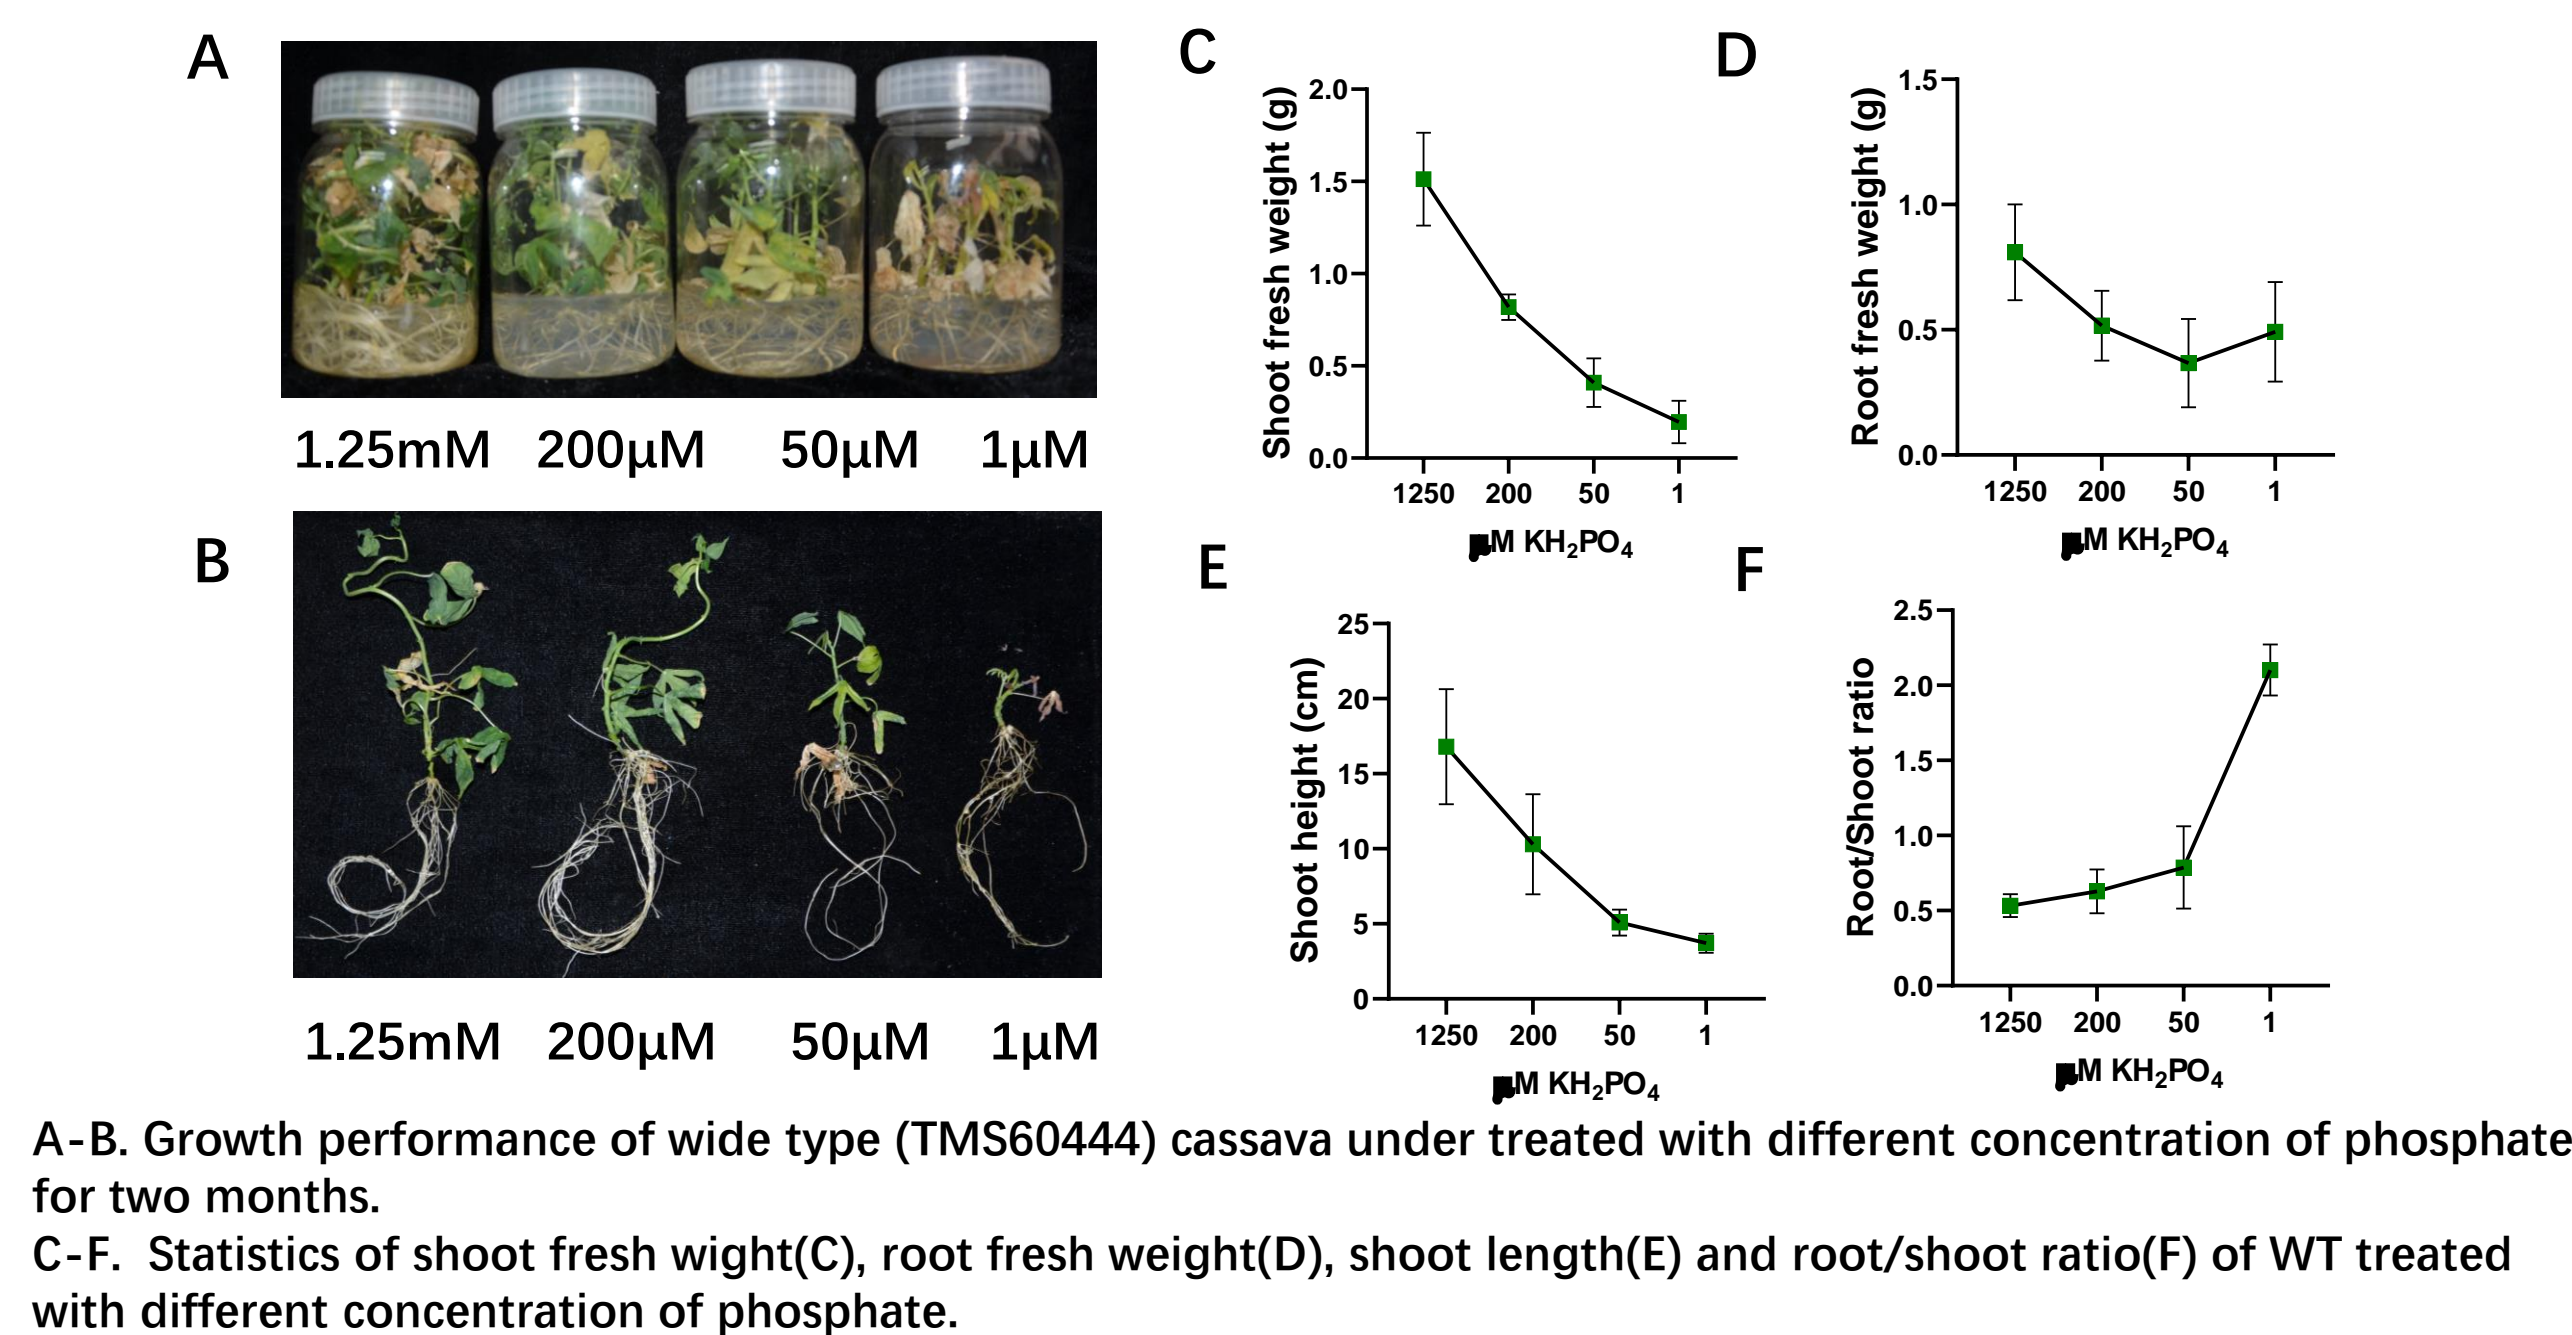 A
1.25mM 200μM 50μM 1μM
B
1.25mM 200μM 50μM 1μM
C
Shoot fresh weight (g)
2.0
1.5
1.0
0.5
0.0
1250 200 50 1
μM KH₂PO₄
D
Root fresh weight (g)
1.5
1.0
0.5
0.0
1250 200 50 1
μM KH₂PO₄
E
Shoot height (cm)
25
20
15
10
5
0
1250 200 50 1
μM KH₂PO₄
F
Root/Shoot ratio
2.5
2.0
1.5
1.0
0.5
0.0
1250 200 50 1
μM KH₂PO₄
A-B. Growth performance of wide type (TMS60444) cassava under treated with different concentration of phosphate
for two months.
C-F. Statistics of shoot fresh wight(C), root fresh weight(D), shoot length(E) and root/shoot ratio(F) of WT treated
with different concentration of phosphate.